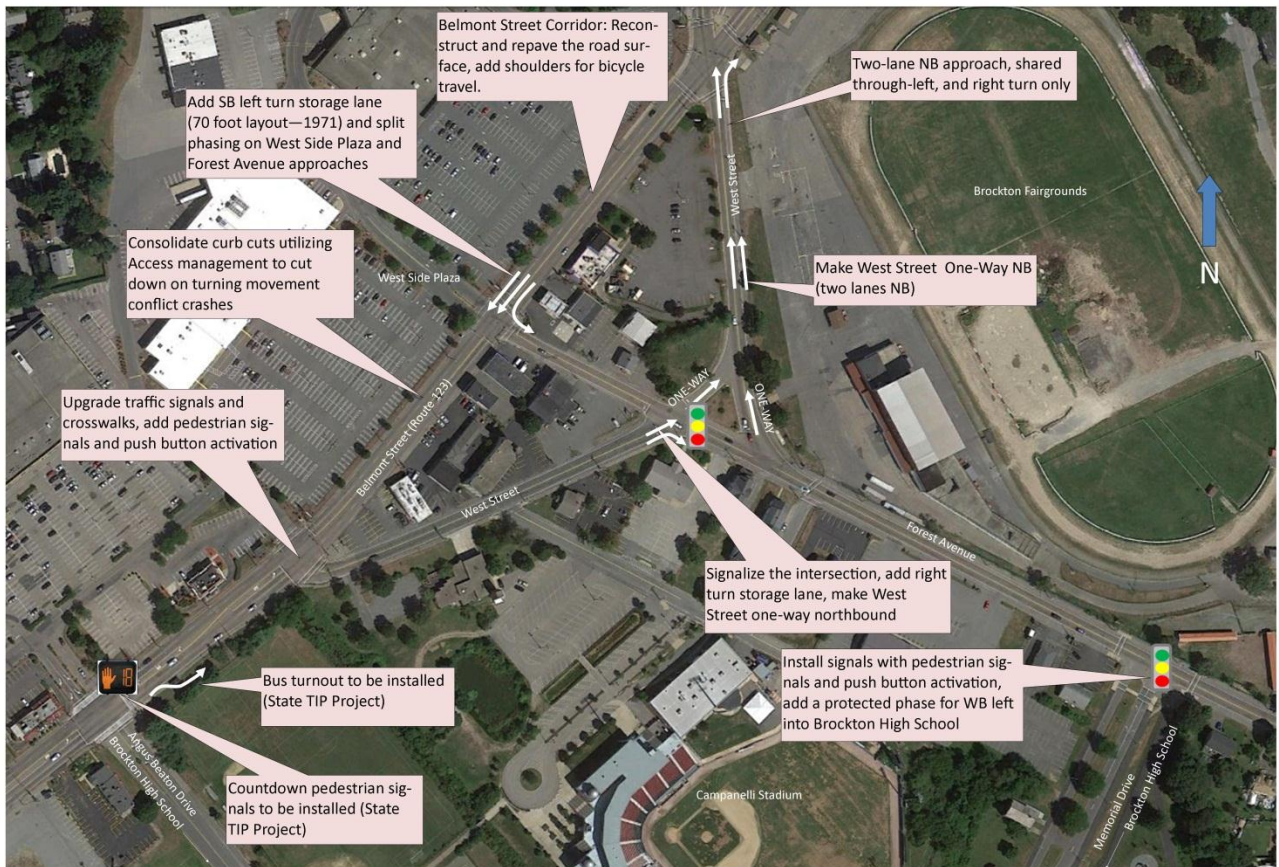 Belmont Street Corridor: Recon-
struct and repave the road sur-
face, add shoulders for bicycle
travel.
Two-lane NB approach, shared
through-left, and right turn only
Add SB left turn storage lane
(70 foot layout—1971) and split
phasing on West Side Plaza and
Forest Avenue approaches
West Street
Brockton Fairgrounds
N
Consolidate curb cuts utilizing
Access management to cut
down on turning movement
conflict crashes
West Side Plaza
Make West Street One-Way NB
(two lanes NB)
Upgrade traffic signals and
crosswalks, add pedestrian sig-
nals and push button activation
Belmont Street (Route 123)
ONE-WAY
ONE-WAY
West Street
Forest Avenue
Signalize the intersection, add right
turn storage lane, make West
Street one-way northbound
Install signals with pedestrian sig-
nals and push button activation,
add a protected phase for WB left
into Brockton High School
18
Bus turnout to be installed
(State TIP Project)
Angus Beaton Drive
Brockton High School
Countdown pedestrian sig-
nals to be installed (State
TIP Project)
Campanelli Stadium
Memorial Drive
Brockton High School